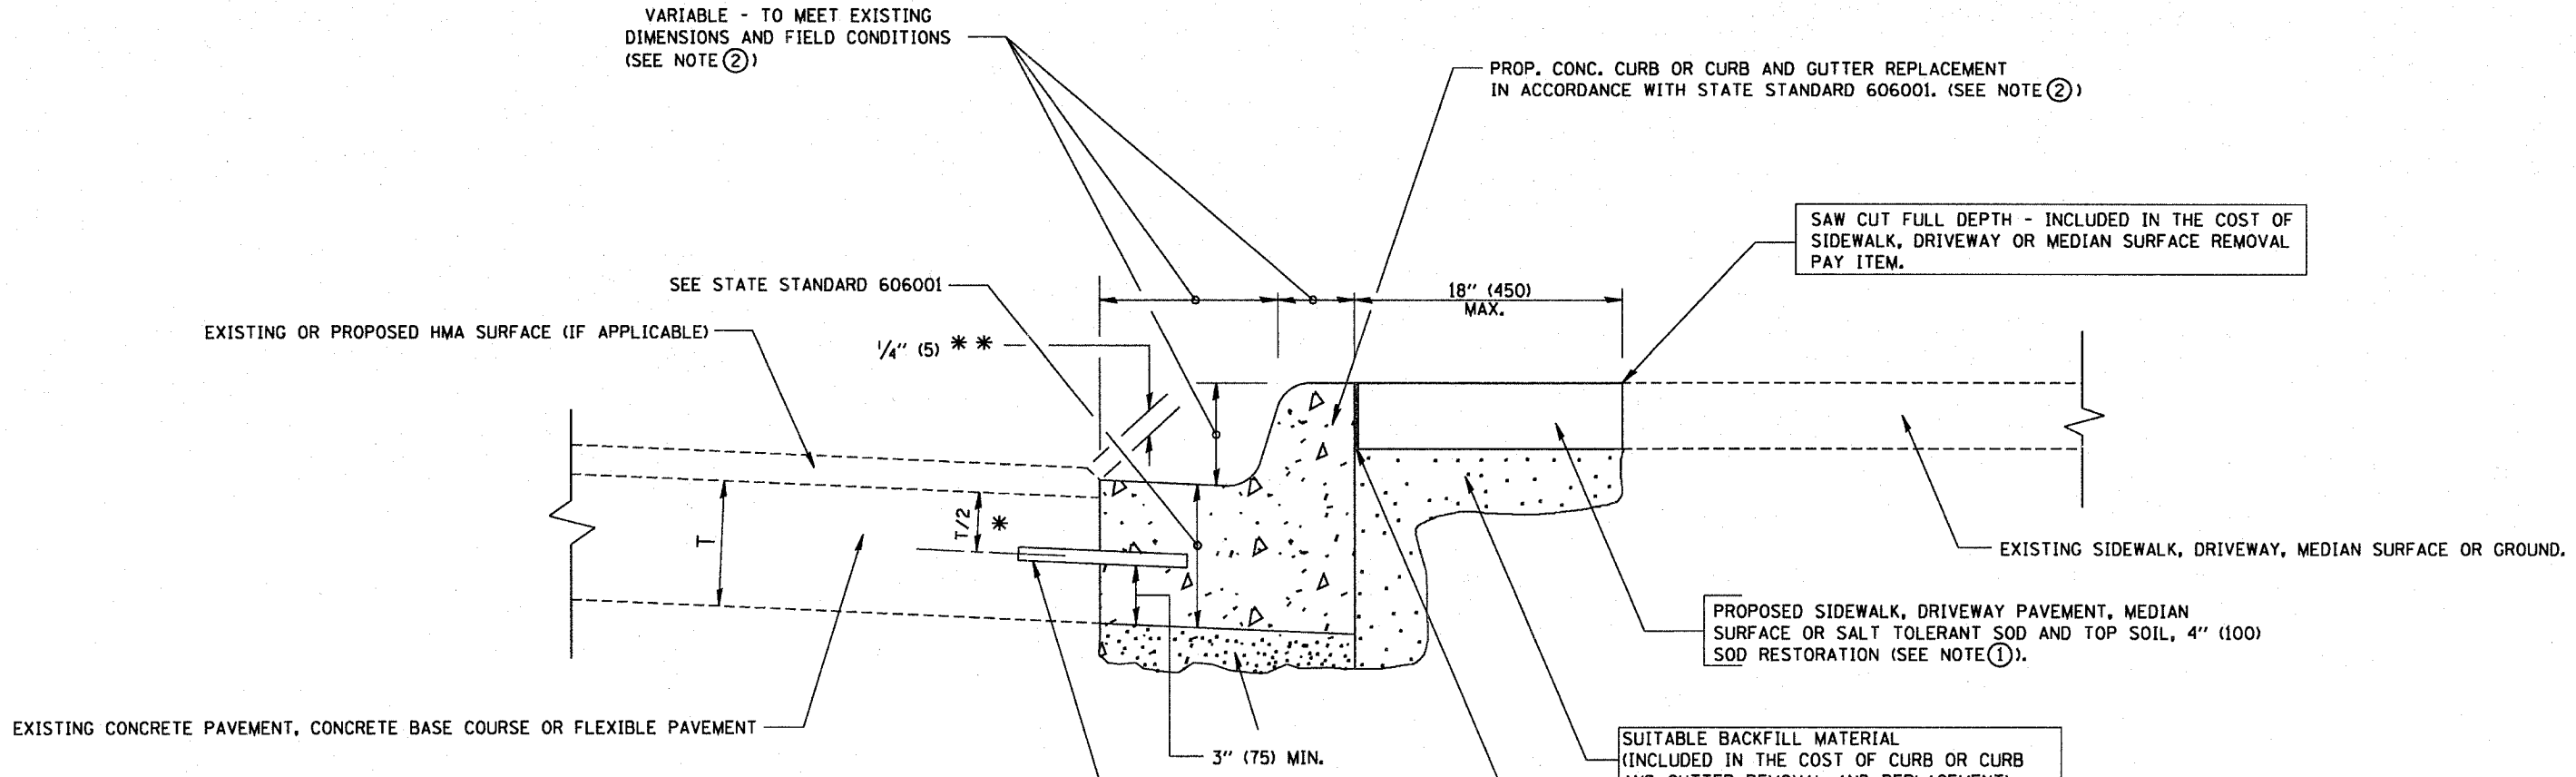 VARIABLE - TO MEET EXISTING
DIMENSIONS AND FIELD CONDITIONS
(SEE NOTE ②)
PROP. CONC. CURB OR CURB AND GUTTER REPLACEMENT
IN ACCORDANCE WITH STATE STANDARD 606001. (SEE NOTE ②)
SAW CUT FULL DEPTH - INCLUDED IN THE COST OF
SIDEWALK, DRIVEWAY OR MEDIAN SURFACE REMOVAL
PAY ITEM.
SEE STATE STANDARD 606001
18" (450)
MAX.
EXISTING OR PROPOSED HMA SURFACE (IF APPLICABLE)
1/4" (5) * *
T
T/2 *
EXISTING SIDEWALK, DRIVEWAY, MEDIAN SURFACE OR GROUND.
PROPOSED SIDEWALK, DRIVEWAY PAVEMENT, MEDIAN
SURFACE OR SALT TOLERANT SOD AND TOP SOIL, 4" (100)
SOD RESTORATION (SEE NOTE ①).
EXISTING CONCRETE PAVEMENT, CONCRETE BASE COURSE OR FLEXIBLE PAVEMENT
3" (75) MIN.
SUITABLE BACKFILL MATERIAL
(INCLUDED IN THE COST OF CURB OR CURB
AND GUTTER REMOVAL AND REPLACEMENT)